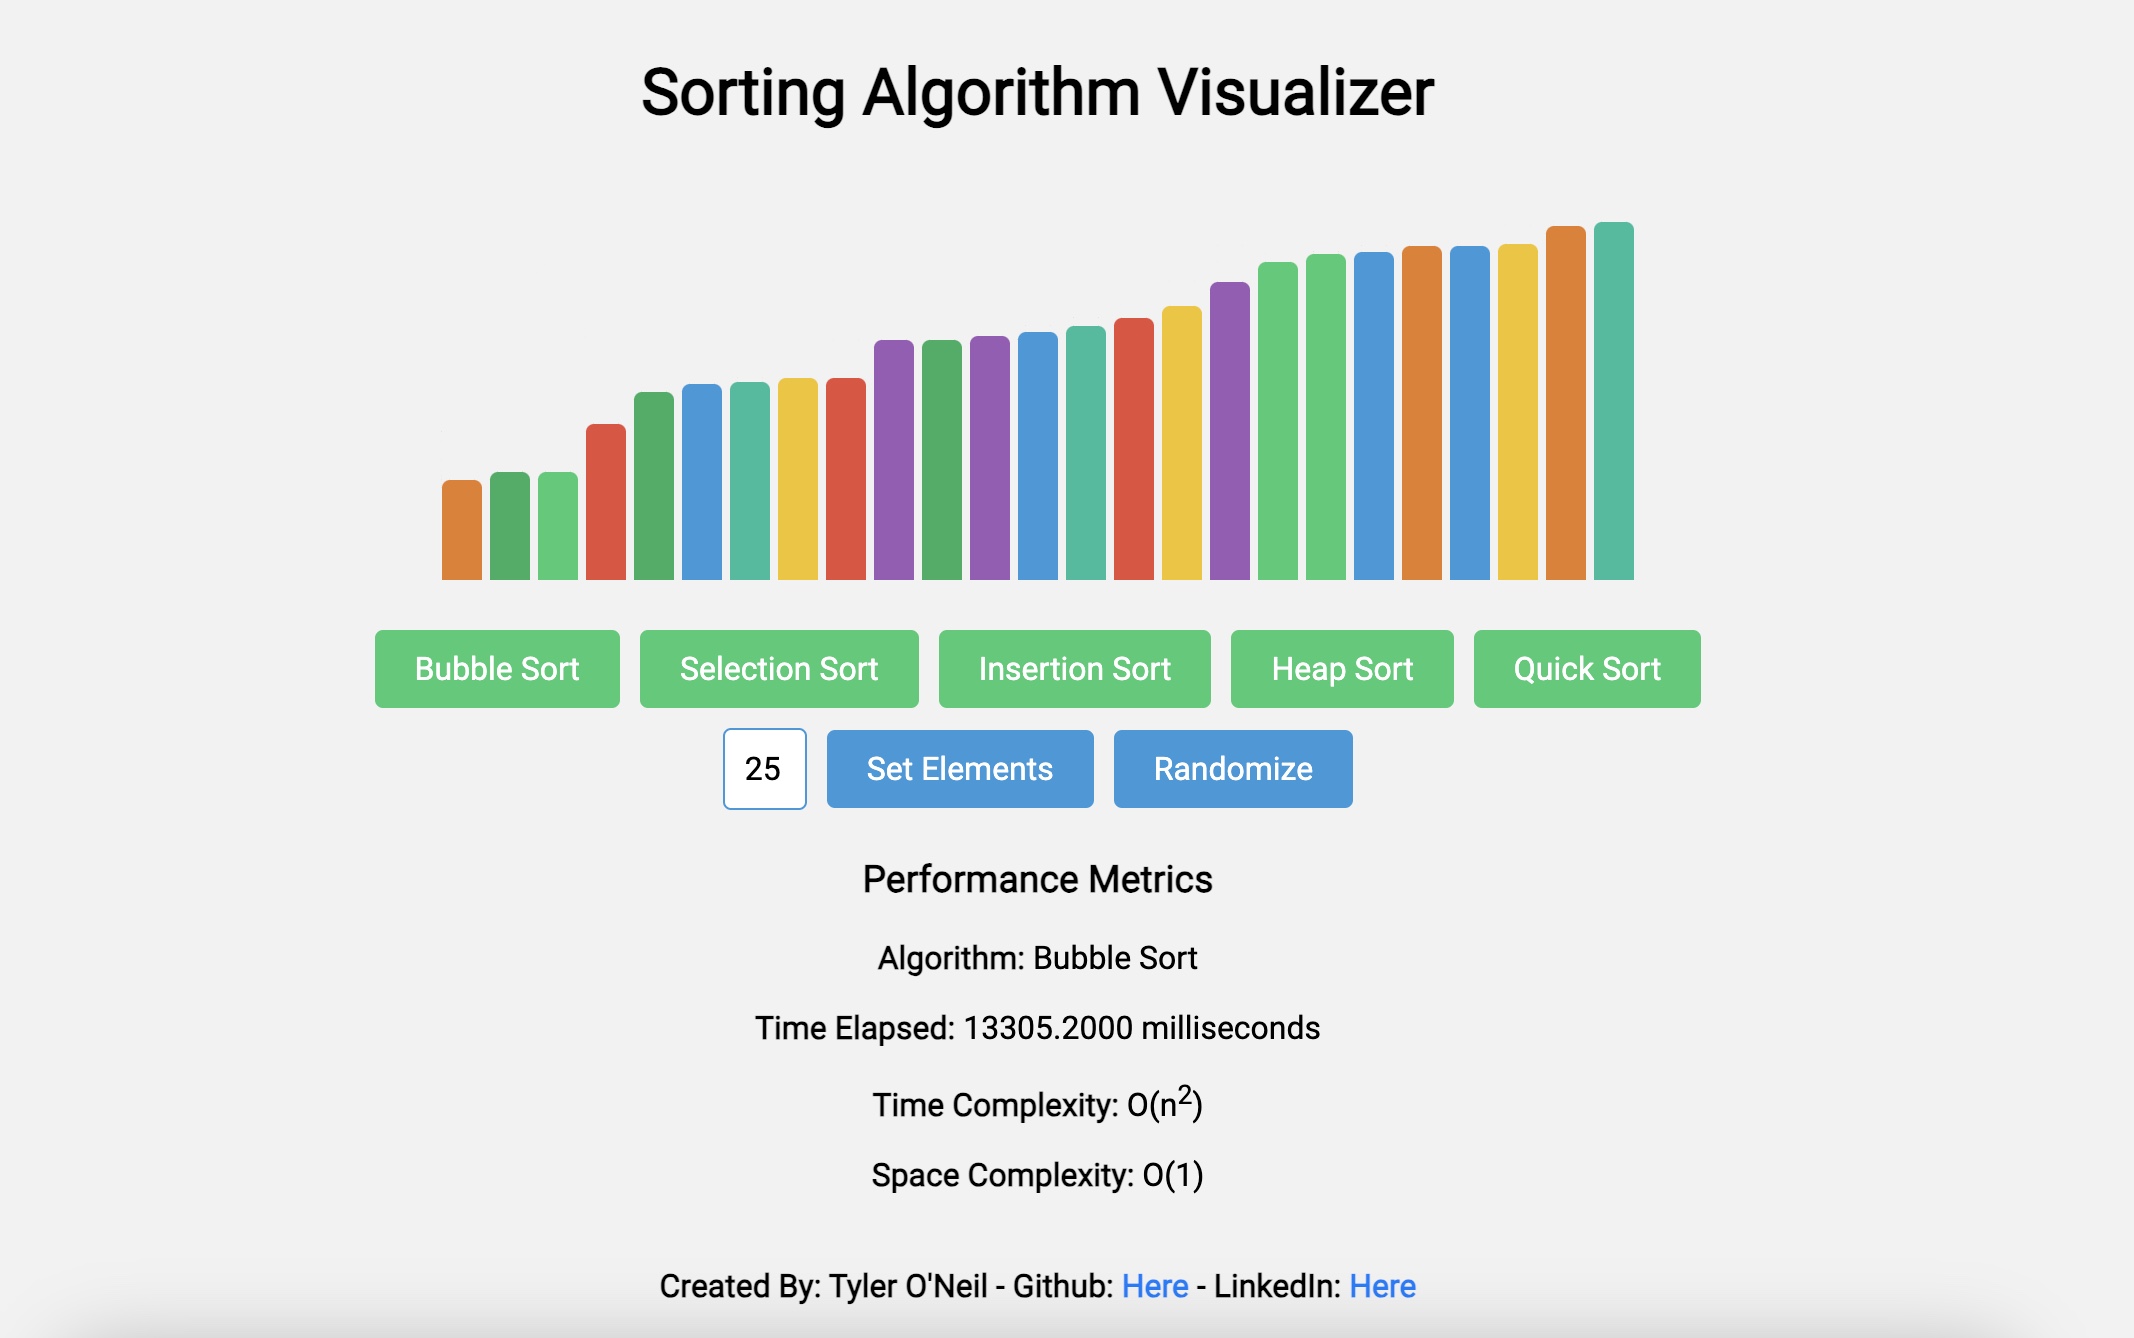 Sorting Algorithm Visualizer
Bubble Sort
Selection Sort
Insertion Sort
Heap Sort
Quick Sort
25
Set Elements
Randomize
Performance Metrics
Algorithm: Bubble Sort
Time Elapsed: 13305.2000 milliseconds
Time Complexity: O(n²)
Space Complexity: O(1)
Created By: Tyler O'Neil - Github: Here - LinkedIn: Here